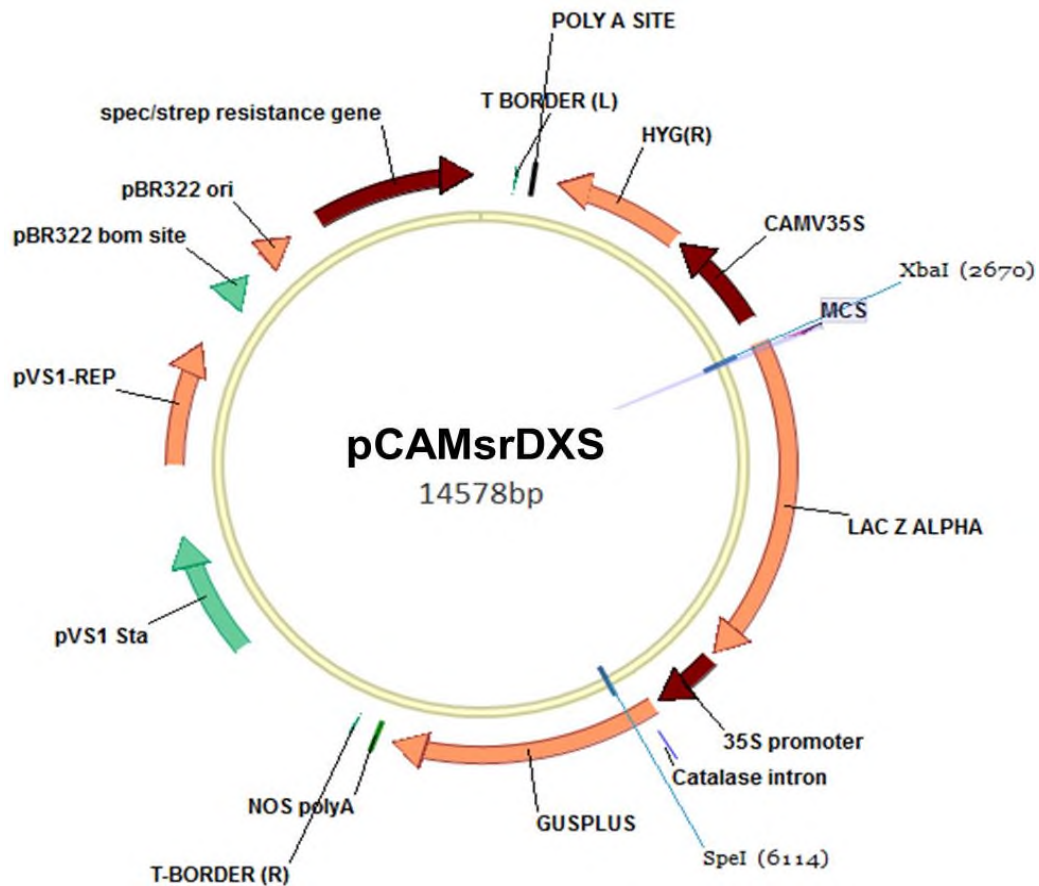 POLY A SITE
T BORDER (L)
spec/strep resistance gene
HYG(R)
pBR322 ori
CAMV35S
pBR322 bom site
XbaI (2670)
MCS
pVS1-REP
pCAMsrDXS
14578bp
LAC Z ALPHA
pVS1 Sta
35S promoter
Catalase intron
NOS polyA
GUSPLUS
SpeI (6114)
T-BORDER (R)